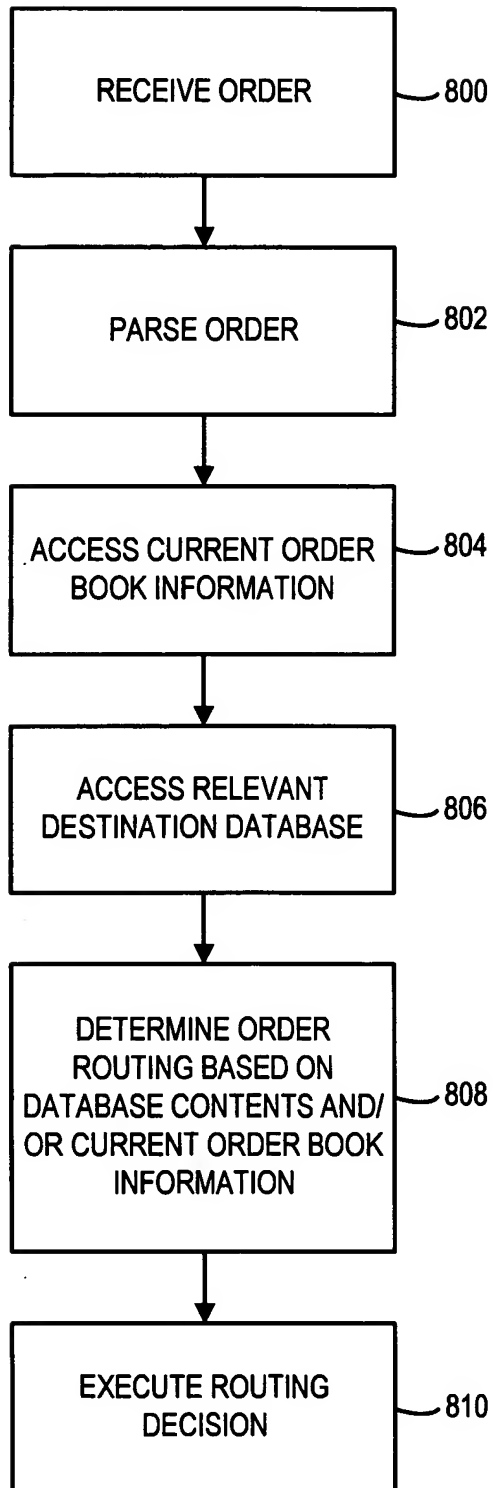 RECEIVE ORDER
800
PARSE ORDER
802
ACCESS CURRENT ORDER
BOOK INFORMATION
804
ACCESS RELEVANT
DESTINATION DATABASE
806
DETERMINE ORDER
ROUTING BASED ON
DATABASE CONTENTS AND/
OR CURRENT ORDER BOOK
INFORMATION
808
EXECUTE ROUTING
DECISION
810